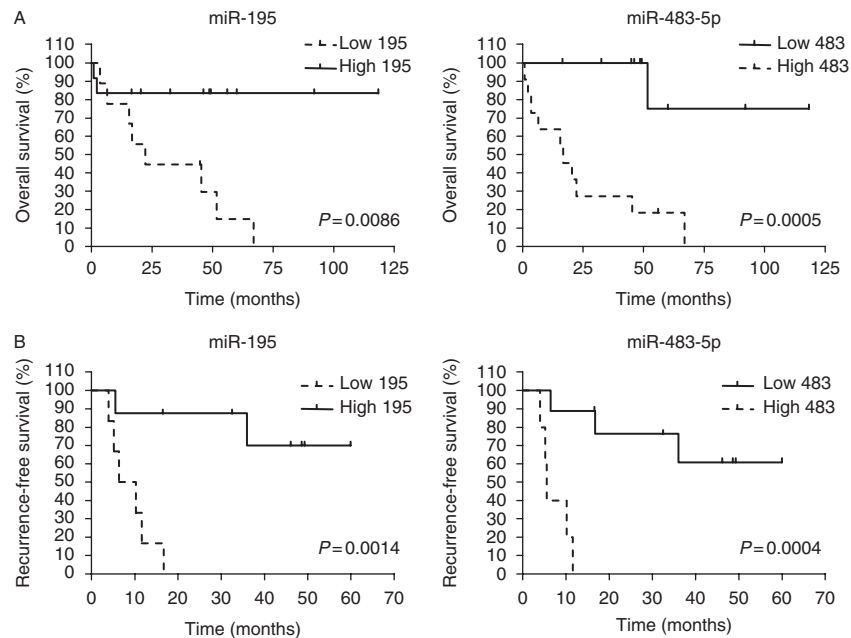 A
miR-195
Overall survival (%)
110
100
90
80
70
60
50
40
30
20
10
0
0 25 50 75 100 125
Time (months)
Low 195
High 195
P=0.0086
miR-483-5p
Overall survival (%)
110
100
90
80
70
60
50
40
30
20
10
0
0 25 50 75 100 125
Time (months)
Low 483
High 483
P=0.0005
B
miR-195
Recurrence-free survival (%)
110
100
90
80
70
60
50
40
30
20
10
0
0 10 20 30 40 50 60 70
Time (months)
Low 195
High 195
P=0.0014
miR-483-5p
Recurrence-free survival (%)
110
100
90
80
70
60
50
40
30
20
10
0
0 10 20 30 40 50 60 70
Time (months)
Low 483
High 483
P=0.0004